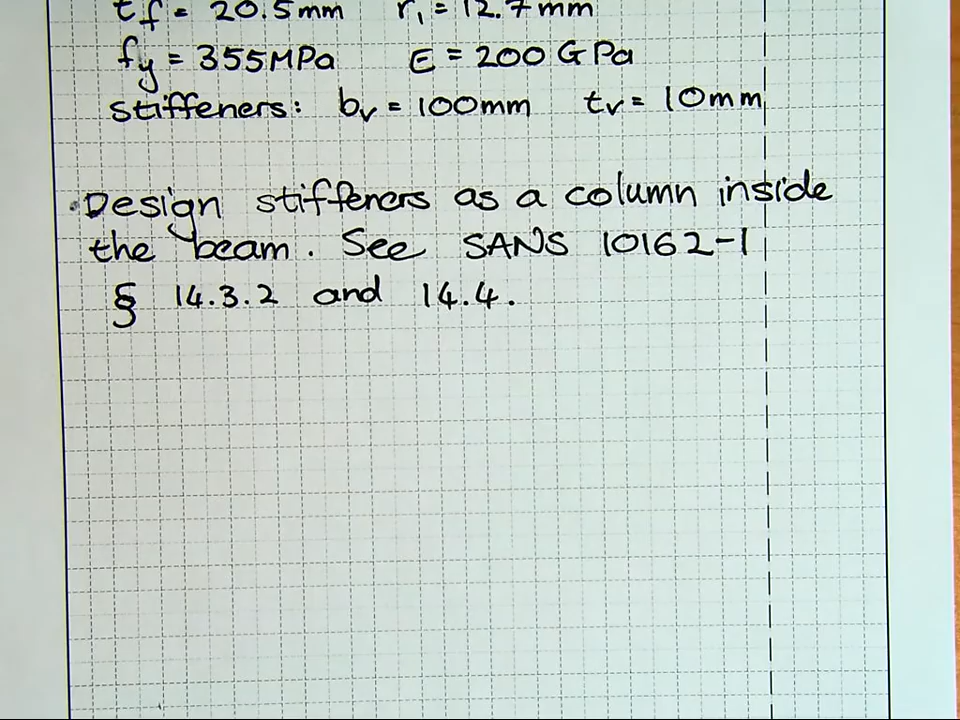 tf = 20.5mm r₁ = 12.7mm
fy = 355MPa E = 200 GPa
stiffeners: bv = 100mm tv = 10mm
Design stiffeners as a column inside
the beam. See SANS 10162-1
§ 14.3.2 and 14.4.